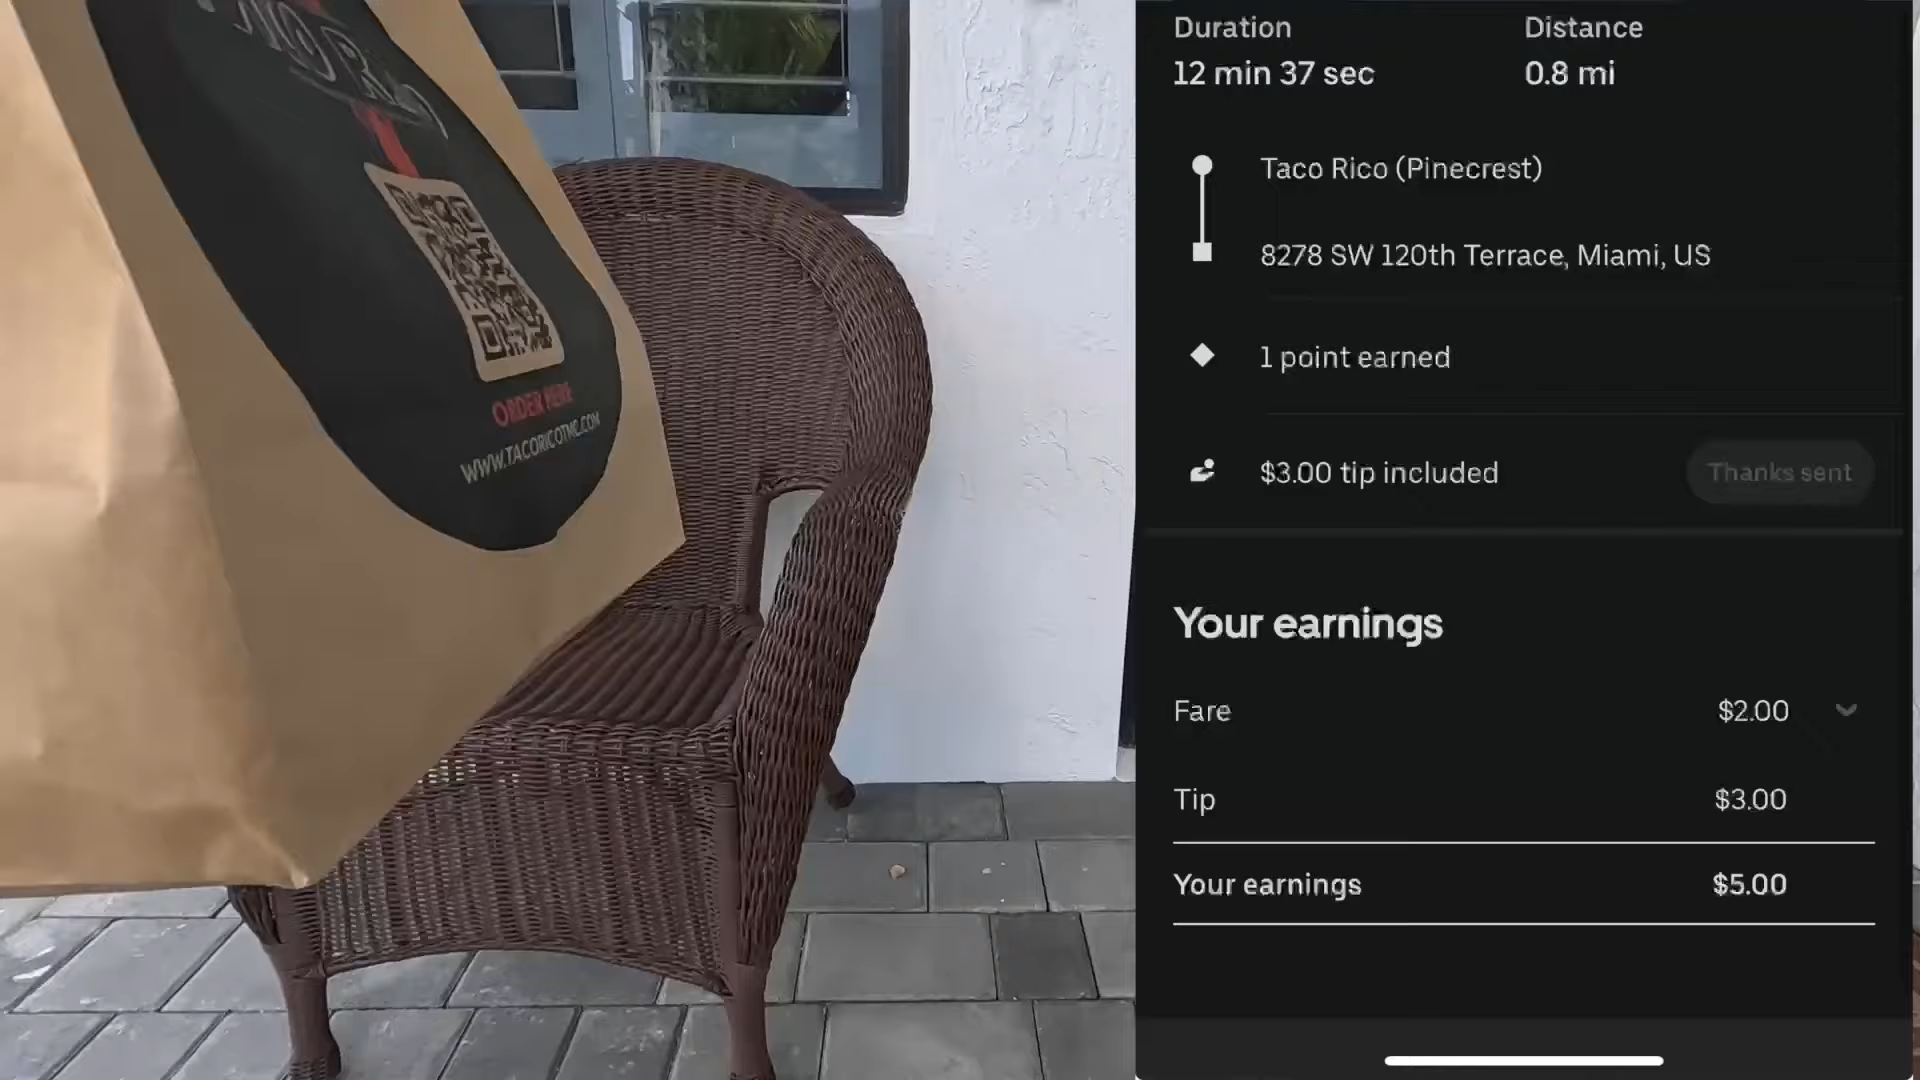 ORDER HERE
WWW.TACORICOTMC.COM
Duration
Distance
12 min 37 sec
0.8 mi
Taco Rico (Pinecrest)
8278 SW 120th Terrace, Miami, US
1 point earned
$3.00 tip included
Thanks sent
Your earnings
Fare
$2.00
Tip
$3.00
Your earnings
$5.00